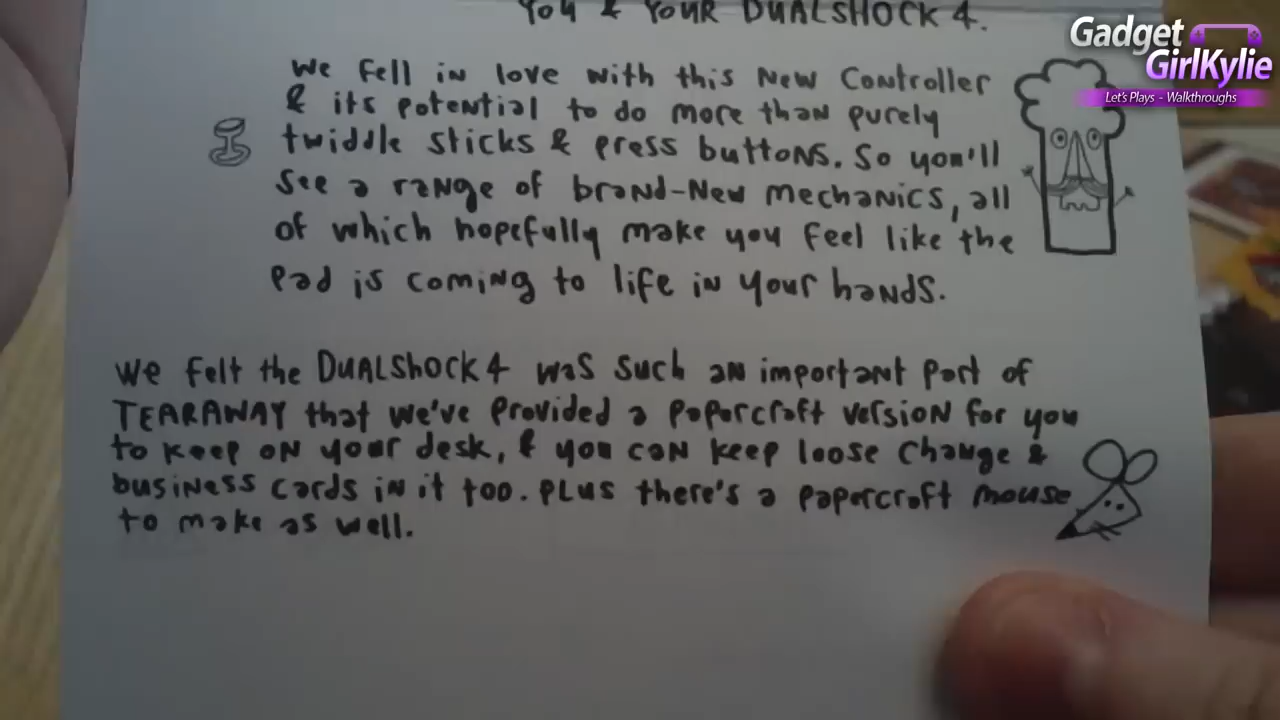 YOU & YOUR DUALSHOCK 4.
Gadget
GirlKylie
Let's Plays - Walkthroughs
We fell in love with this New Controller
& its potential to do more than purely
twiddle sticks & press buttons. So you'll
see a range of brand-New mechanics, all
of which hopefully make you feel like the
pad is coming to life in your hands.
We felt the DUALSHOCK 4 was such an important part of
TEARAWAY that we've provided a papercraft version for you
to keep on your desk, & you can keep loose change &
business cards in it too. Plus there's a papercraft mouse
to make as well.